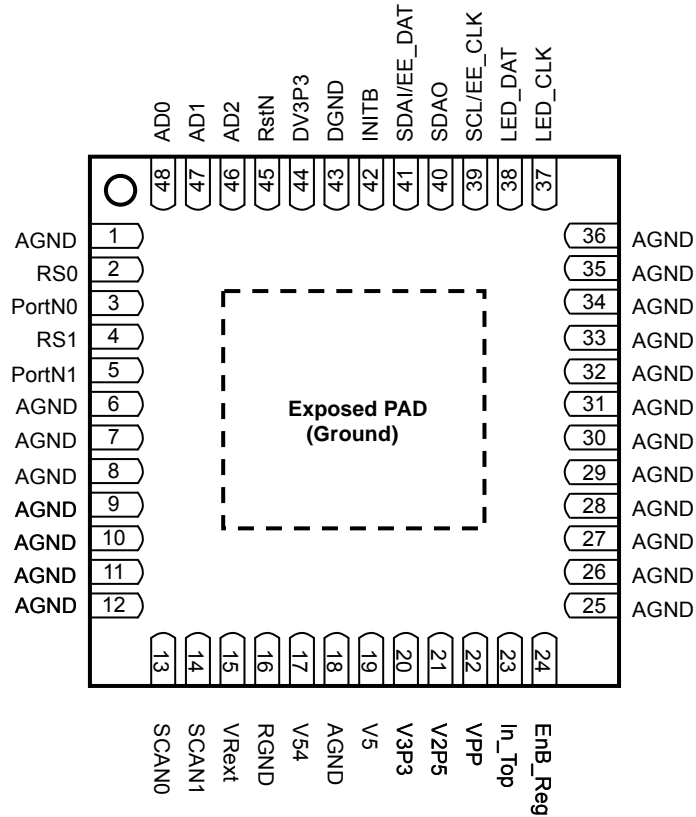 AD0
AD1
AD2
RstN
DV3P3
DGND
INITB
SDAI/EE_DAT
SDAO
SCL/EE_CLK
LED_DAT
LED_CLK
48
47
46
45
44
43
42
41
40
39
38
37
AGND 1
RS0 2
PortN0 3
RS1 4
PortN1 5
AGND 6
AGND 7
AGND 8
AGND 9
AGND 10
AGND 11
AGND 12
Exposed PAD
(Ground)
36 AGND
35 AGND
34 AGND
33 AGND
32 AGND
31 AGND
30 AGND
29 AGND
28 AGND
27 AGND
26 AGND
25 AGND
13
14
15
16
17
18
19
20
21
22
23
24
SCAN0
SCAN1
VRext
RGND
V54
AGND
V5
V3P3
V2P5
VPP
In_Top
EnB_Reg